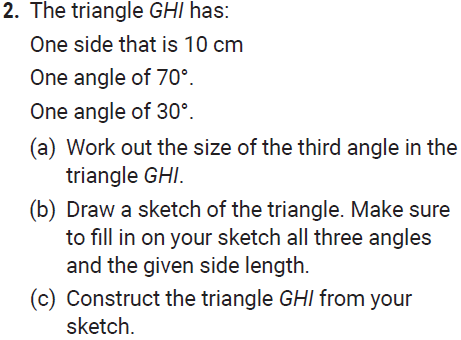 2. The triangle GHI has:
One side that is 10 cm
One angle of 70°.
One angle of 30°.
(a) Work out the size of the third angle in the
triangle GHI.
(b) Draw a sketch of the triangle. Make sure
to fill in on your sketch all three angles
and the given side length.
(c) Construct the triangle GHI from your
sketch.